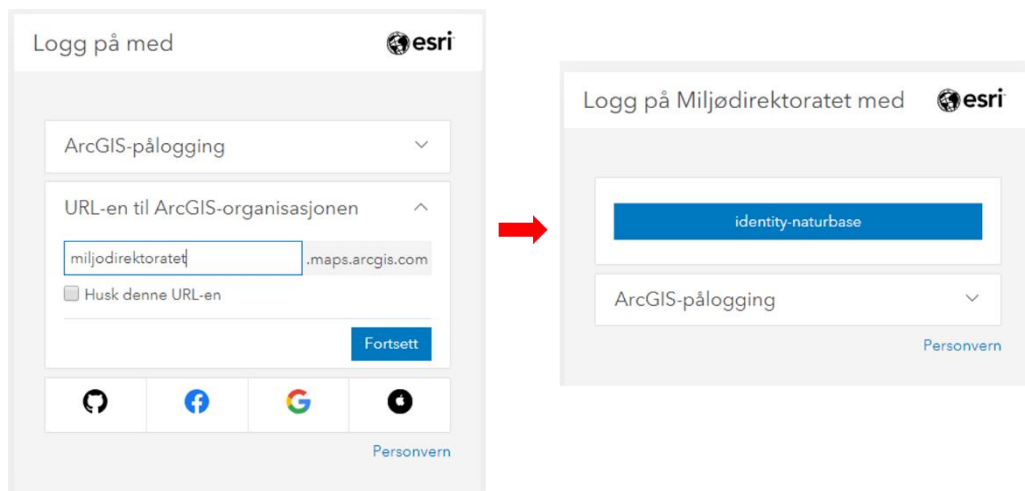 Logg på med
esri
ArcGIS-pålogging
URL-en til ArcGIS-organisasjonen
miljodirektoratet .maps.arcgis.com
Husk denne URL-en
Fortsett
Personvern
Logg på Miljødirektoratet med
esri
identity-naturbase
ArcGIS-pålogging
Personvern